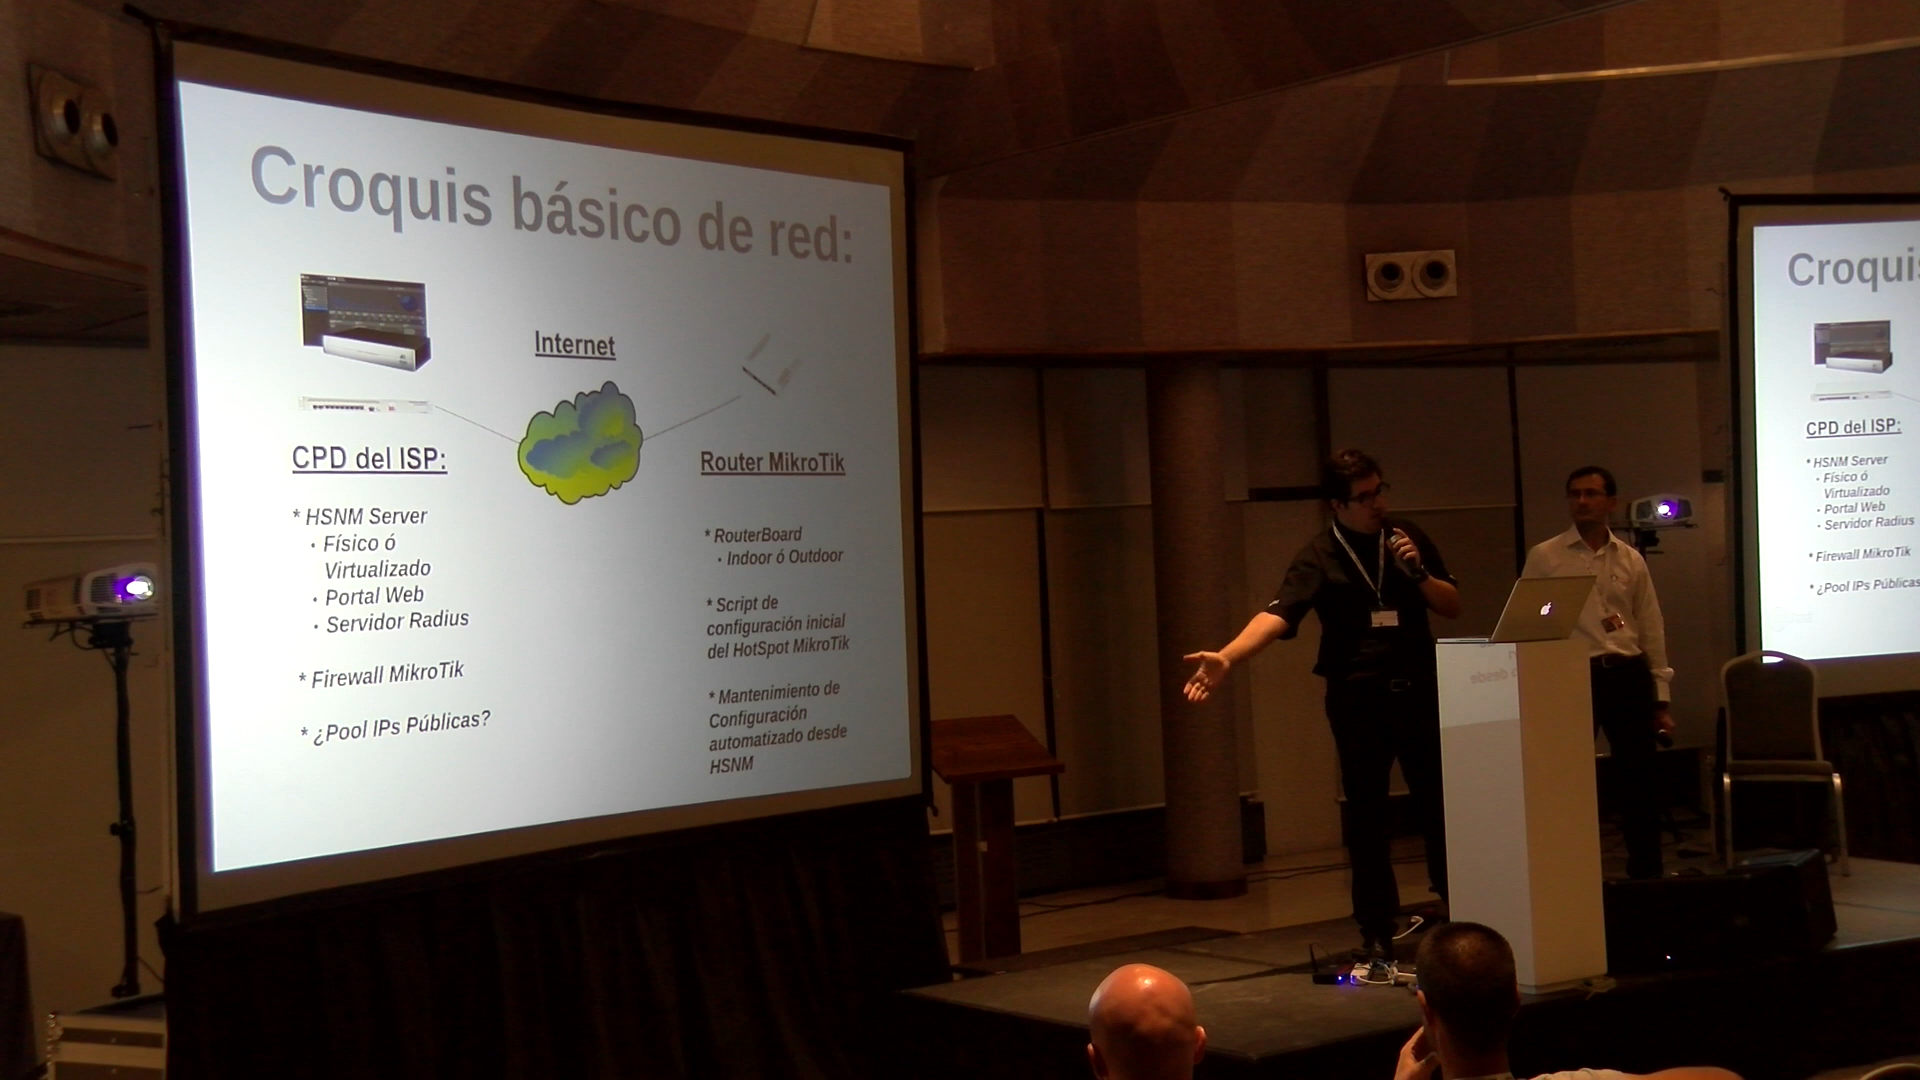 Croquis básico de red:
Internet
CPD del ISP:
* HSNM Server
· Físico ó
Virtualizado
· Portal Web
· Servidor Radius
* Firewall MikroTik
* ¿Pool IPs Públicas?
Router MikroTik
* RouterBoard
· Indoor ó Outdoor
* Script de
configuración inicial
del HotSpot MikroTik
* Mantenimiento de
Configuración
automatizado desde
HSNM
Croquis
CPD del ISP:
* HSNM Server
· Físico ó
Virtualizado
· Portal Web
· Servidor Radius
* Firewall MikroTik
* ¿Pool IPs Públicas
desde